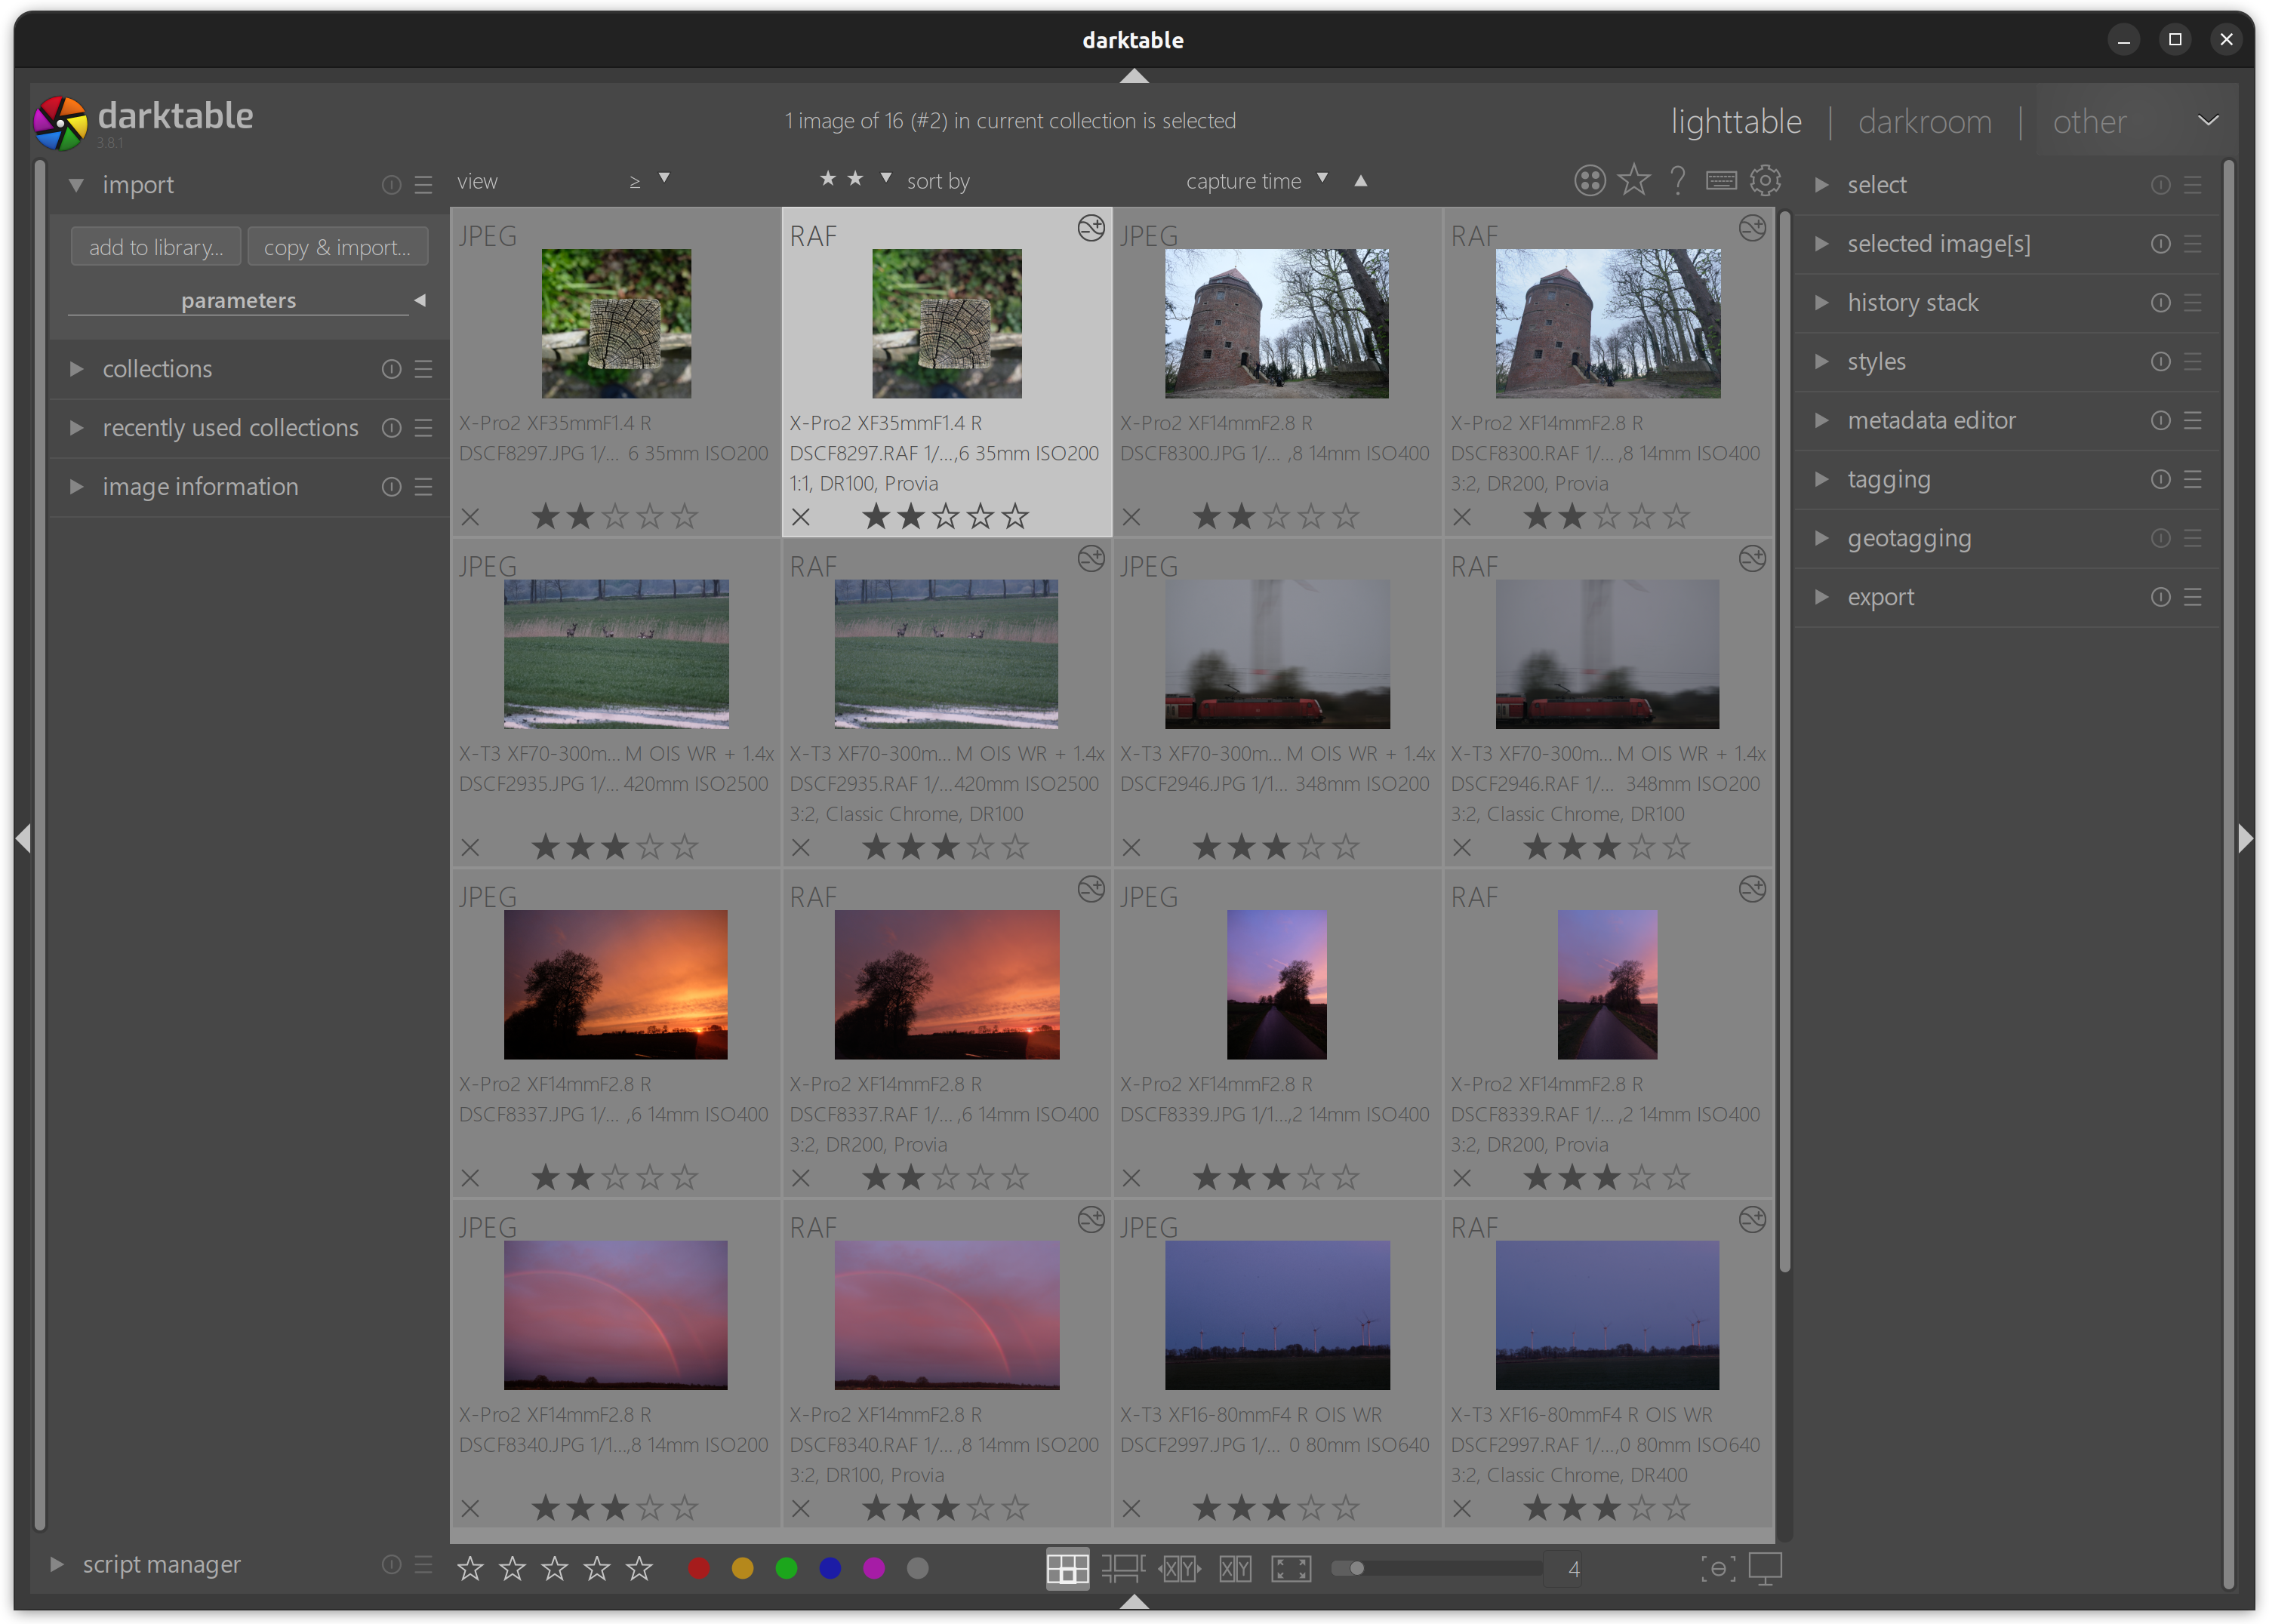 darktable
darktable
3.8.1
1 image of 16 (#2) in current collection is selected
lighttable | darkroom | other
import
view ≥ ★ ★ sort by capture time
add to library... copy & import...
parameters
collections
recently used collections
image information
script manager
JPEG
X-Pro2 XF35mmF1.4 R
DSCF8297.JPG 1/... 6 35mm ISO200
RAF
X-Pro2 XF35mmF1.4 R
DSCF8297.RAF 1/...,6 35mm ISO200
1:1, DR100, Provia
JPEG
X-Pro2 XF14mmF2.8 R
DSCF8300.JPG 1/... ,8 14mm ISO400
RAF
X-Pro2 XF14mmF2.8 R
DSCF8300.RAF 1/... ,8 14mm ISO400
3:2, DR200, Provia
JPEG
X-T3 XF70-300m... M OIS WR + 1.4x
DSCF2935.JPG 1/... 420mm ISO2500
RAF
X-T3 XF70-300m... M OIS WR + 1.4x
DSCF2935.RAF 1/...420mm ISO2500
3:2, Classic Chrome, DR100
JPEG
X-T3 XF70-300m... M OIS WR + 1.4x
DSCF2946.JPG 1/1... 348mm ISO200
RAF
X-T3 XF70-300m... M OIS WR + 1.4x
DSCF2946.RAF 1/... 348mm ISO200
3:2, Classic Chrome, DR100
JPEG
X-Pro2 XF14mmF2.8 R
DSCF8337.JPG 1/... ,6 14mm ISO400
RAF
X-Pro2 XF14mmF2.8 R
DSCF8337.RAF 1/... ,6 14mm ISO400
3:2, DR200, Provia
JPEG
X-Pro2 XF14mmF2.8 R
DSCF8339.JPG 1/1...,2 14mm ISO400
RAF
X-Pro2 XF14mmF2.8 R
DSCF8339.RAF 1/... ,2 14mm ISO400
3:2, DR200, Provia
JPEG
X-Pro2 XF14mmF2.8 R
DSCF8340.JPG 1/1...,8 14mm ISO200
RAF
X-Pro2 XF14mmF2.8 R
DSCF8340.RAF 1/... ,8 14mm ISO200
3:2, DR100, Provia
JPEG
X-T3 XF16-80mmF4 R OIS WR
DSCF2997.JPG 1/... 0 80mm ISO640
RAF
X-T3 XF16-80mmF4 R OIS WR
DSCF2997.RAF 1/...,0 80mm ISO640
3:2, Classic Chrome, DR400
XY XY 4
select
selected image[s]
history stack
styles
metadata editor
tagging
geotagging
export